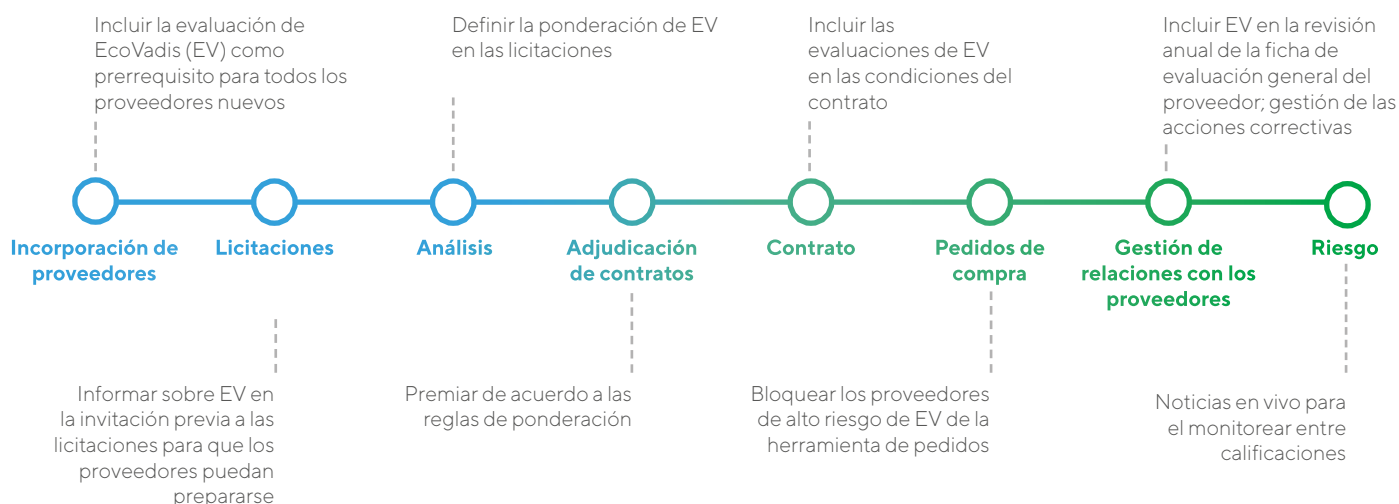 Incluir la evaluación de
EcoVadis (EV) como
prerrequisito para todos los
proveedores nuevos
Definir la ponderación de EV
en las licitaciones
Incluir las
evaluaciones de EV
en las condiciones del
contrato
Incluir EV en la revisión
anual de la ficha de
evaluación general del
proveedor; gestión de las
acciones correctivas
Incorporación de
proveedores
Licitaciones
Análisis
Adjudicación
de contratos
Contrato
Pedidos de
compra
Gestión de
relaciones con los
proveedores
Riesgo
Informar sobre EV en
la invitación previa a las
licitaciones para que los
proveedores puedan
prepararse
Premiar de acuerdo a las
reglas de ponderación
Bloquear los proveedores
de alto riesgo de EV de la
herramienta de pedidos
Noticias en vivo para
el monitorear entre
calificaciones